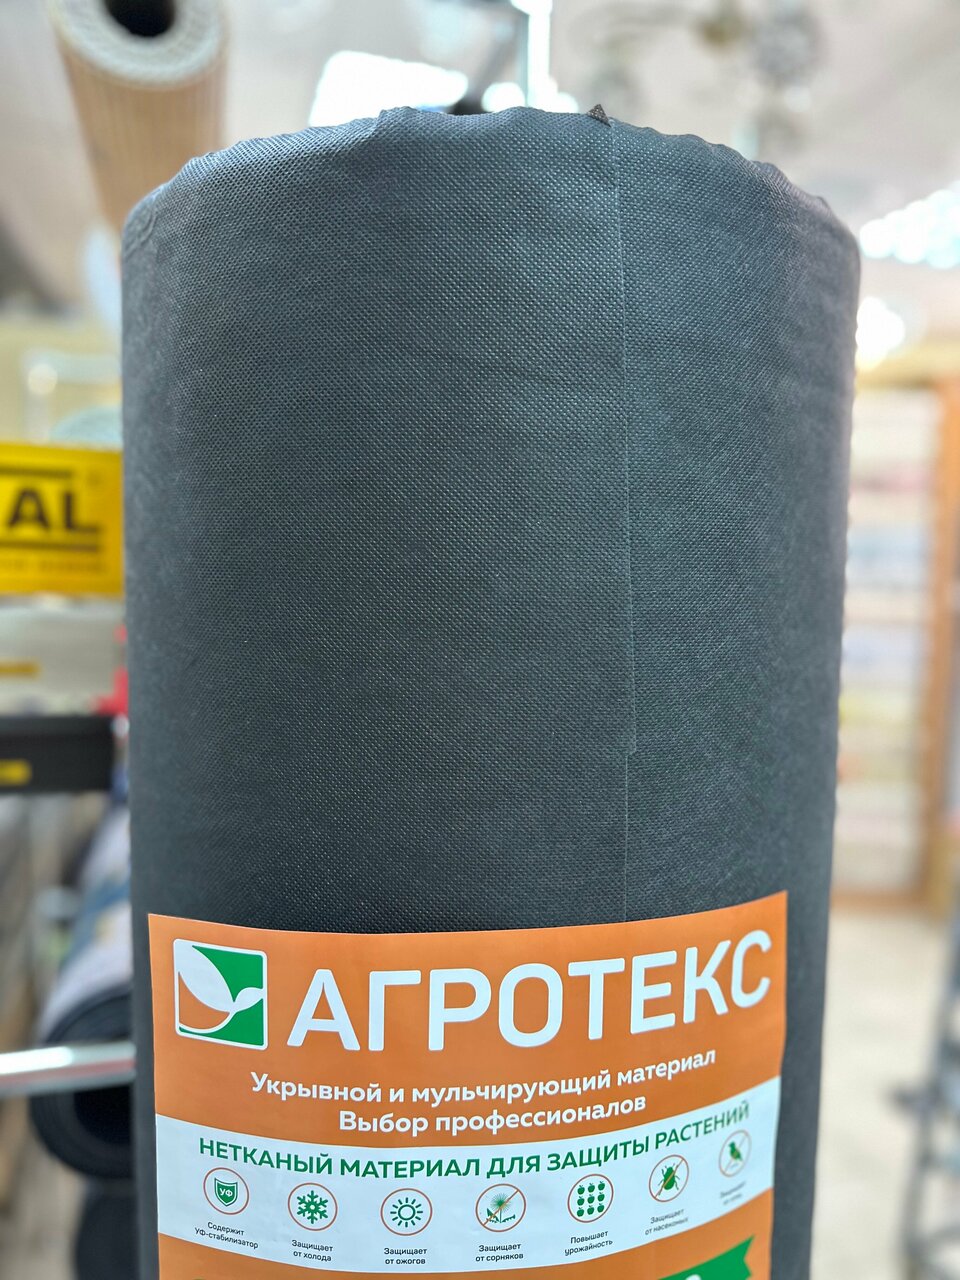 AL
АГРОТЕКС
Укрывной и мульчирующий материал
Выбор профессионалов
НЕТКАНЫЙ МАТЕРИАЛ ДЛЯ ЗАЩИТЫ РАСТЕНИЙ
УФ
Содержит
УФ-стабилизатор
Защищает
от холода
Защищает
от ожогов
Защищает
от сорняков
Повышает
урожайность
Защищает
от насекомых